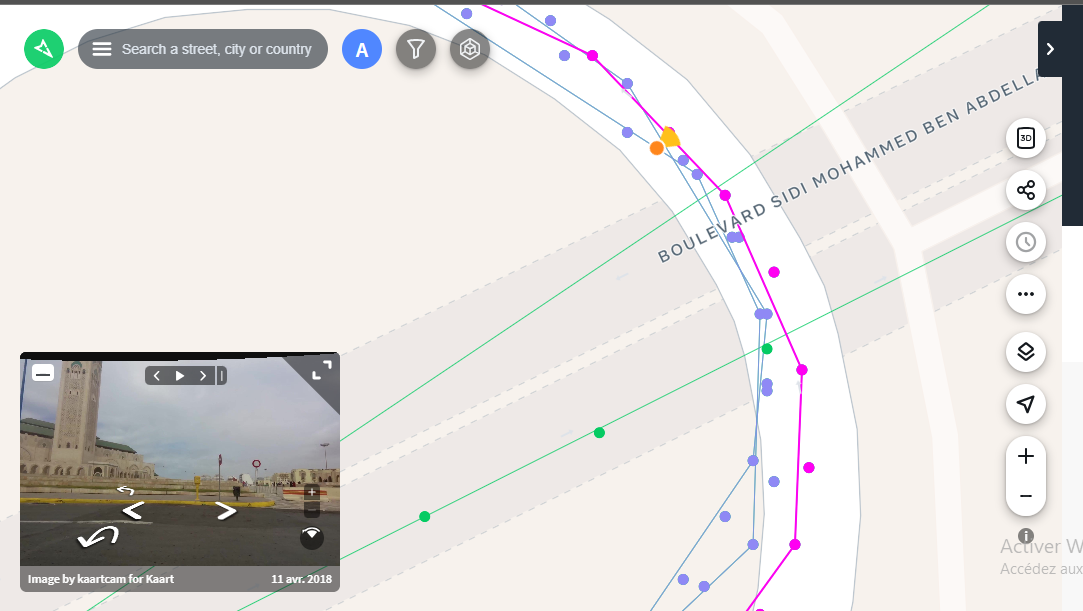 Search a street, city or country
A
3D
BOULEVARD SIDI MOHAMMED BEN ABDELLA
Image by kaartcam for Kaart
11 avr. 2018
Activer W
Accédez aux